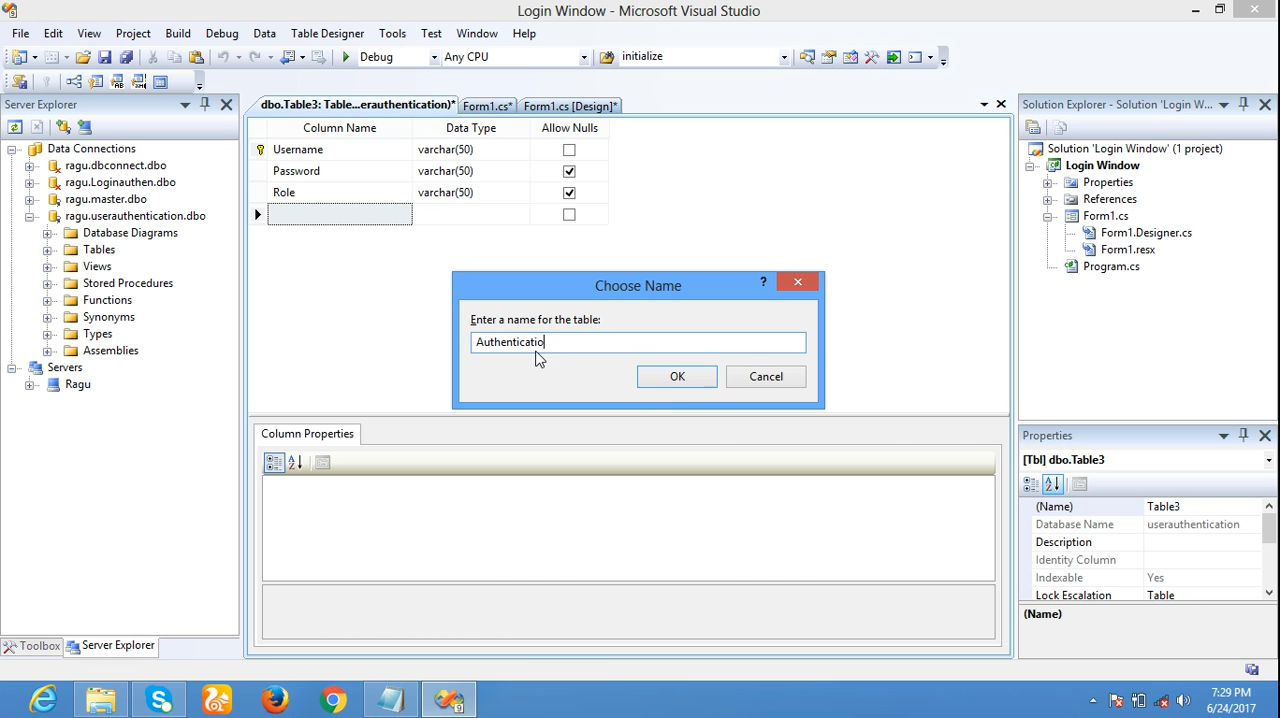 Login Window - Microsoft Visual Studio
File Edit View Project Build Debug Data Table Designer Tools Test Window Help
Debug Any CPU initialize
Server Explorer
Data Connections
ragu.dbconnect.dbo
ragu.Loginauthen.dbo
ragu.master.dbo
ragu.userauthentication.dbo
Database Diagrams
Tables
Views
Stored Procedures
Functions
Synonyms
Types
Assemblies
Servers
Ragu
Toolbox Server Explorer
dbo.Table3: Table...erauthentication)* Form1.cs* Form1.cs [Design]*
Column Name Data Type Allow Nulls
Username varchar(50)
Password varchar(50)
Role varchar(50)
Choose Name
?
Enter a name for the table:
Authenticatio
OK Cancel
Column Properties
Solution Explorer - Solution 'Login W...
Solution 'Login Window' (1 project)
Login Window
Properties
References
Form1.cs
Form1.Designer.cs
Form1.resx
Program.cs
Properties
[Tbl] dbo.Table3
(Name) Table3
Database Name userauthentication
Description
Identity Column
Indexable Yes
Lock Escalation Table
(Name)
7:29 PM
6/24/2017